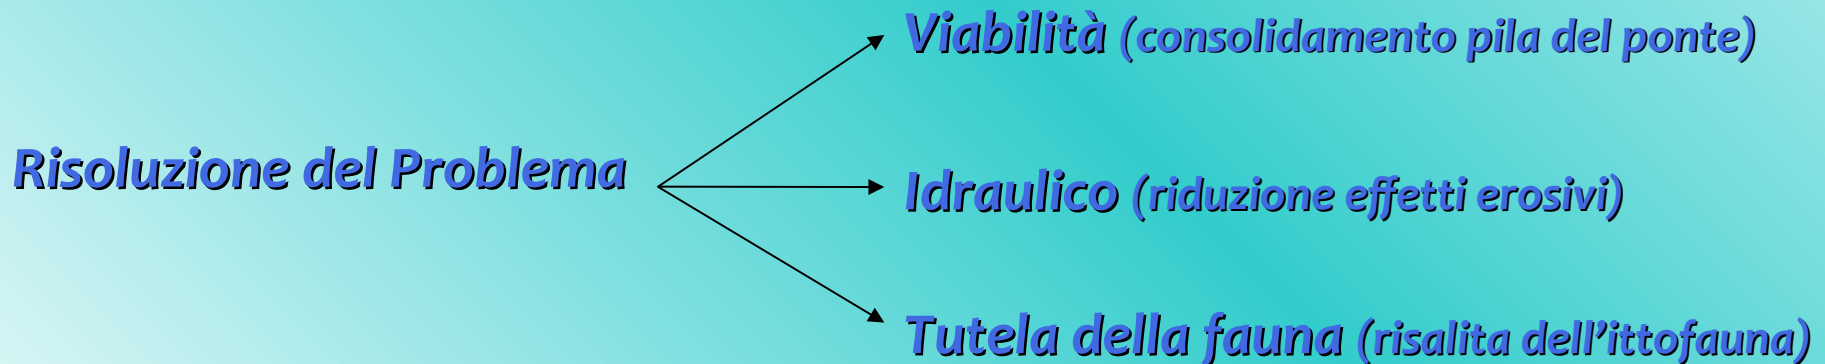 Viabilità (consolidamento pila del ponte)
Risoluzione del Problema
Idraulico (riduzione effetti erosivi)
Tutela della fauna (risalita dell’ittofauna)